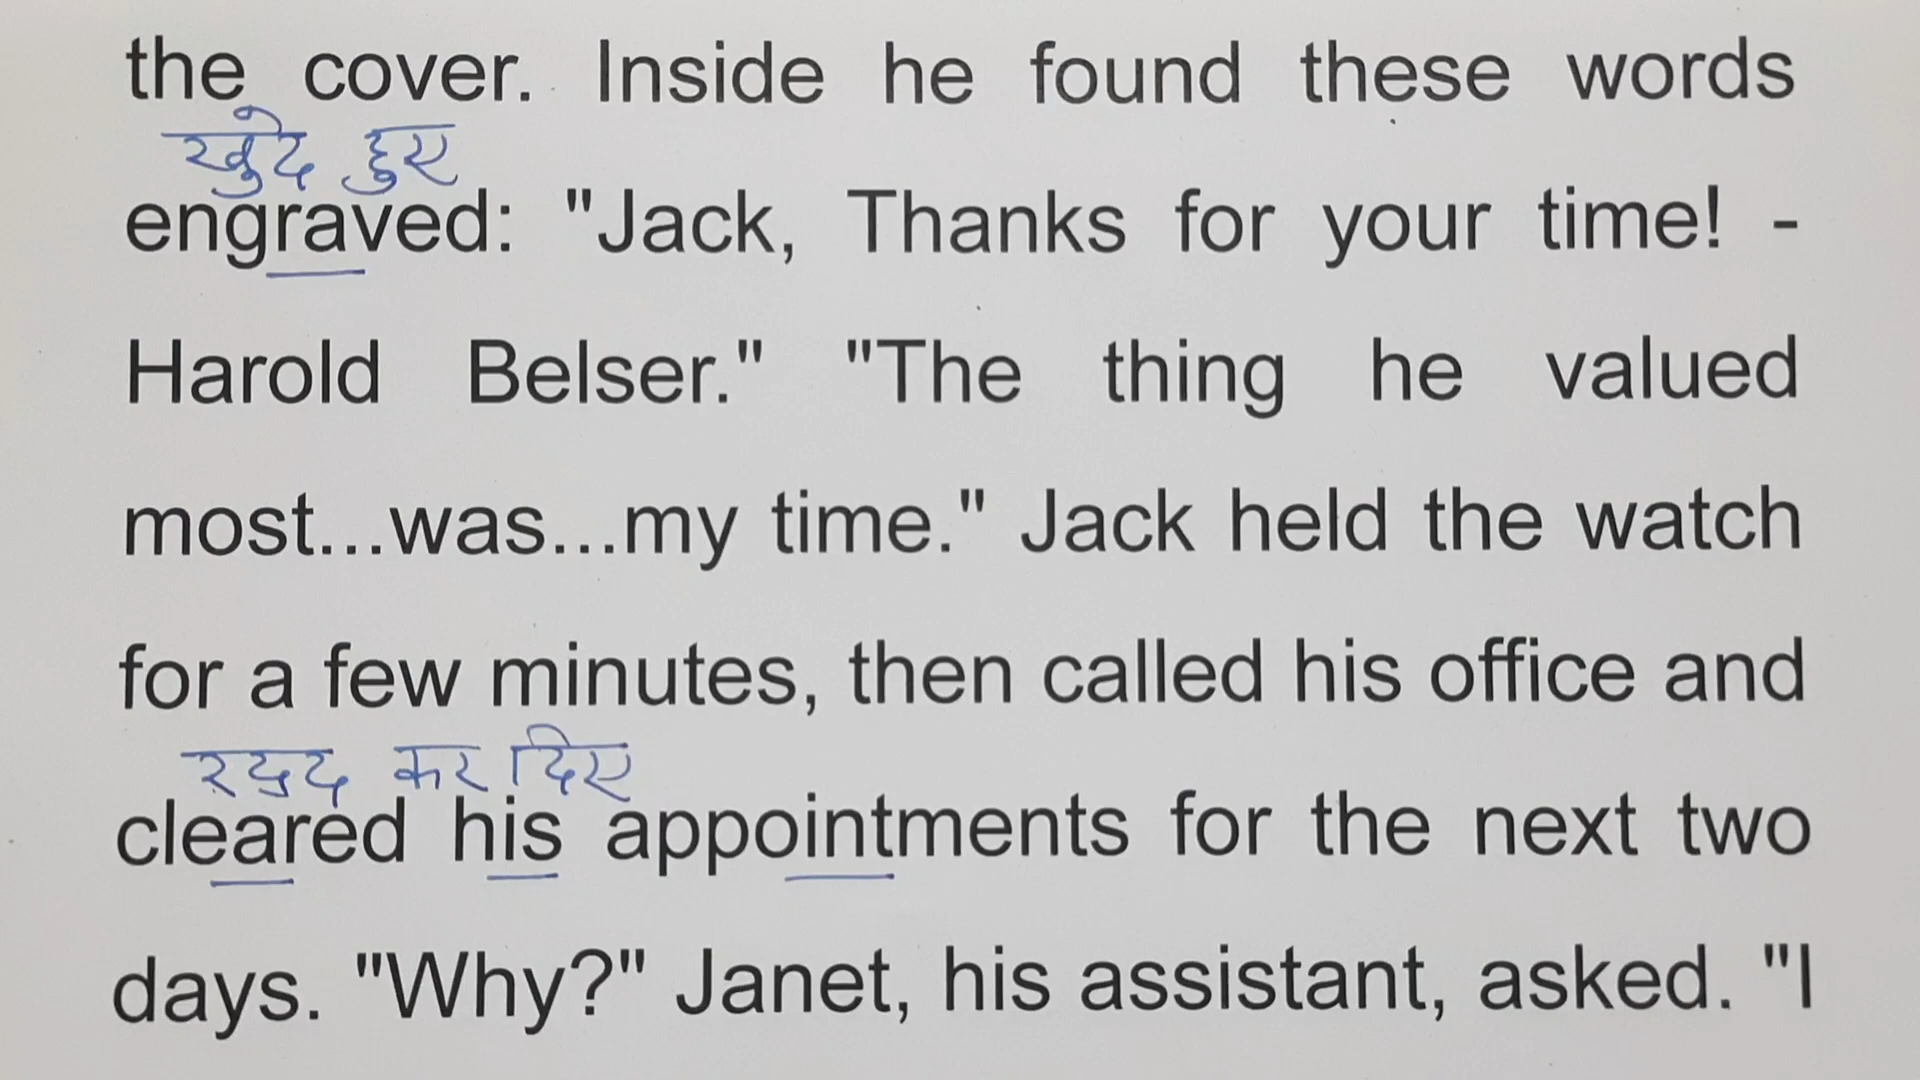 the cover. Inside he found these words
खुदे हुए
engraved: "Jack, Thanks for your time! -
Harold Belser." "The thing he valued
most...was...my time." Jack held the watch
for a few minutes, then called his office and
रद्द कर दिए
cleared his appointments for the next two
days. "Why?" Janet, his assistant, asked. "I